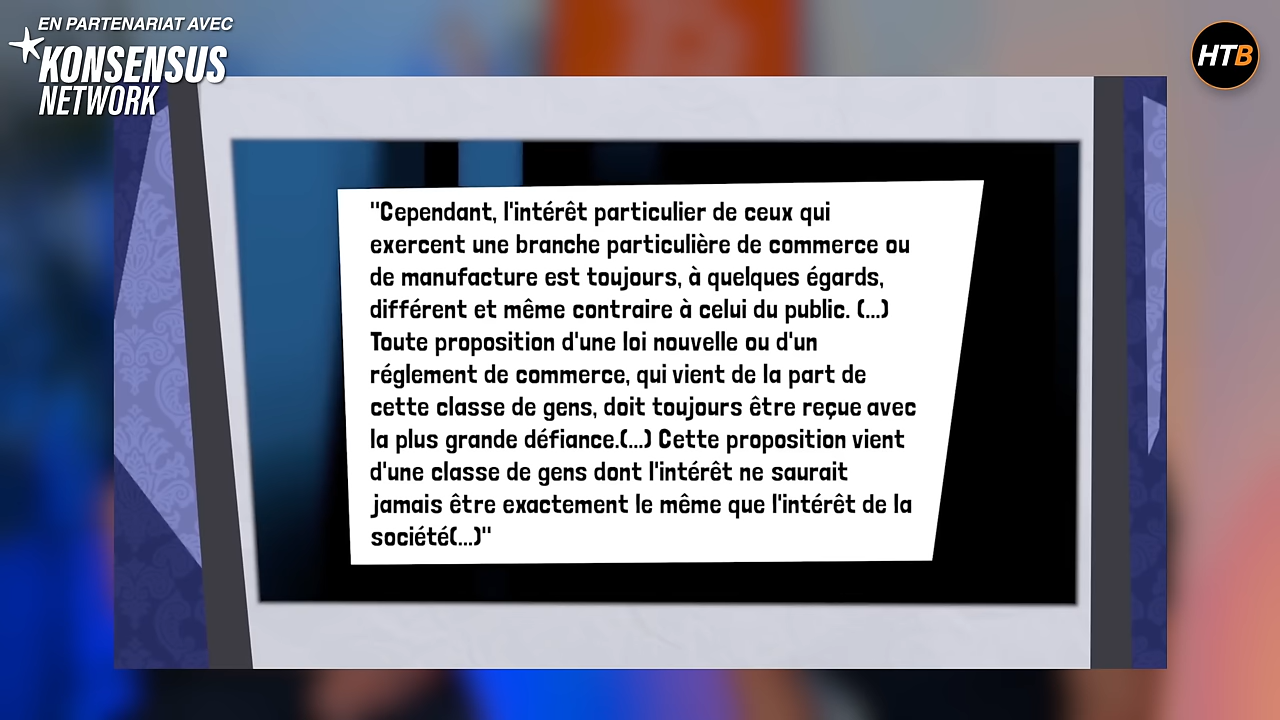 EN PARTENARIAT AVEC
KONSENSUS
NETWORK
HTB
"Cependant, l'intérêt particulier de ceux qui
exercent une branche particulière de commerce ou
de manufacture est toujours, à quelques égards,
différent et même contraire à celui du public. (...)
Toute proposition d'une loi nouvelle ou d'un
réglement de commerce, qui vient de la part de
cette classe de gens, doit toujours être reçue avec
la plus grande défiance.(...) Cette proposition vient
d'une classe de gens dont l'intérêt ne saurait
jamais être exactement le même que l'intérêt de la
société(...)"